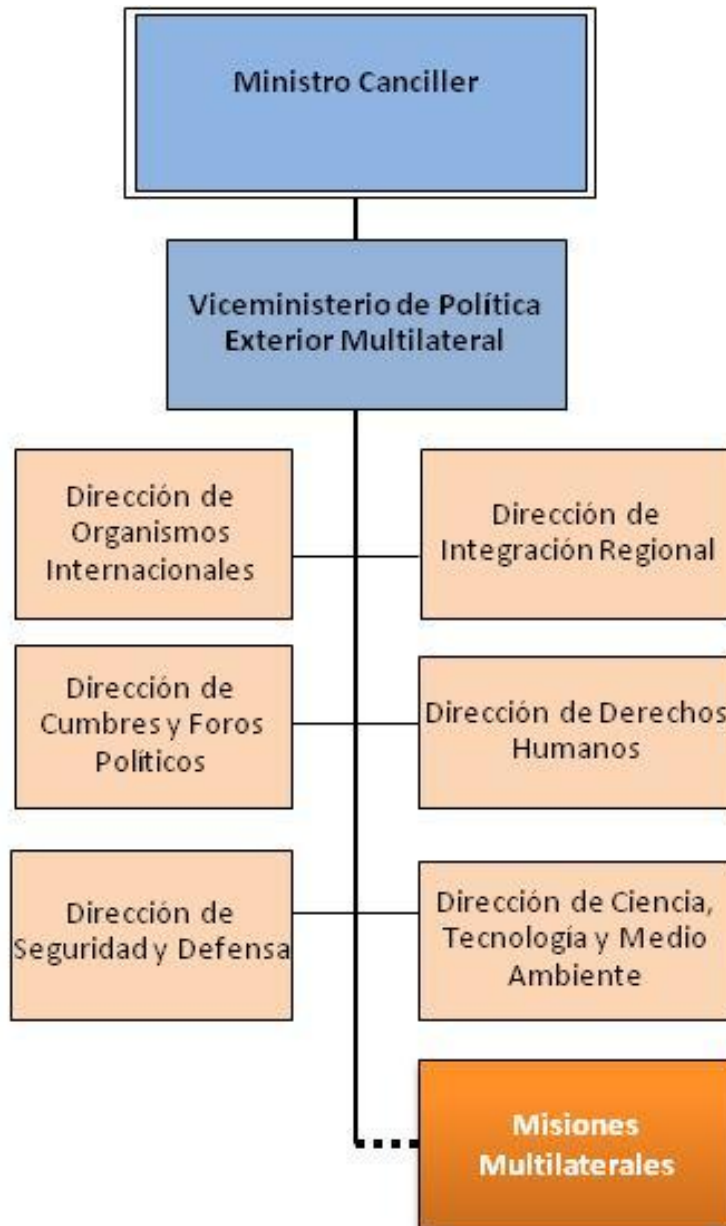 Ministro Canciller
Viceministerio de Política
Exterior Multilateral
Dirección de
Organismos
Internacionales
Dirección de
Integración Regional
Dirección de
Cumbres y Foros
Políticos
Dirección de Derechos
Humanos
Dirección de
Seguridad y Defensa
Dirección de Ciencia,
Tecnología y Medio
Ambiente
Misiones
Multilaterales